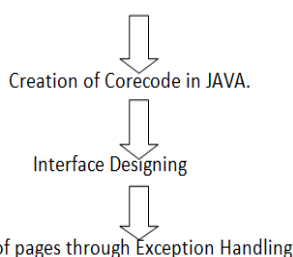 Creation of Corecode in JAVA.
Interface Designing
of pages through Exception Handling